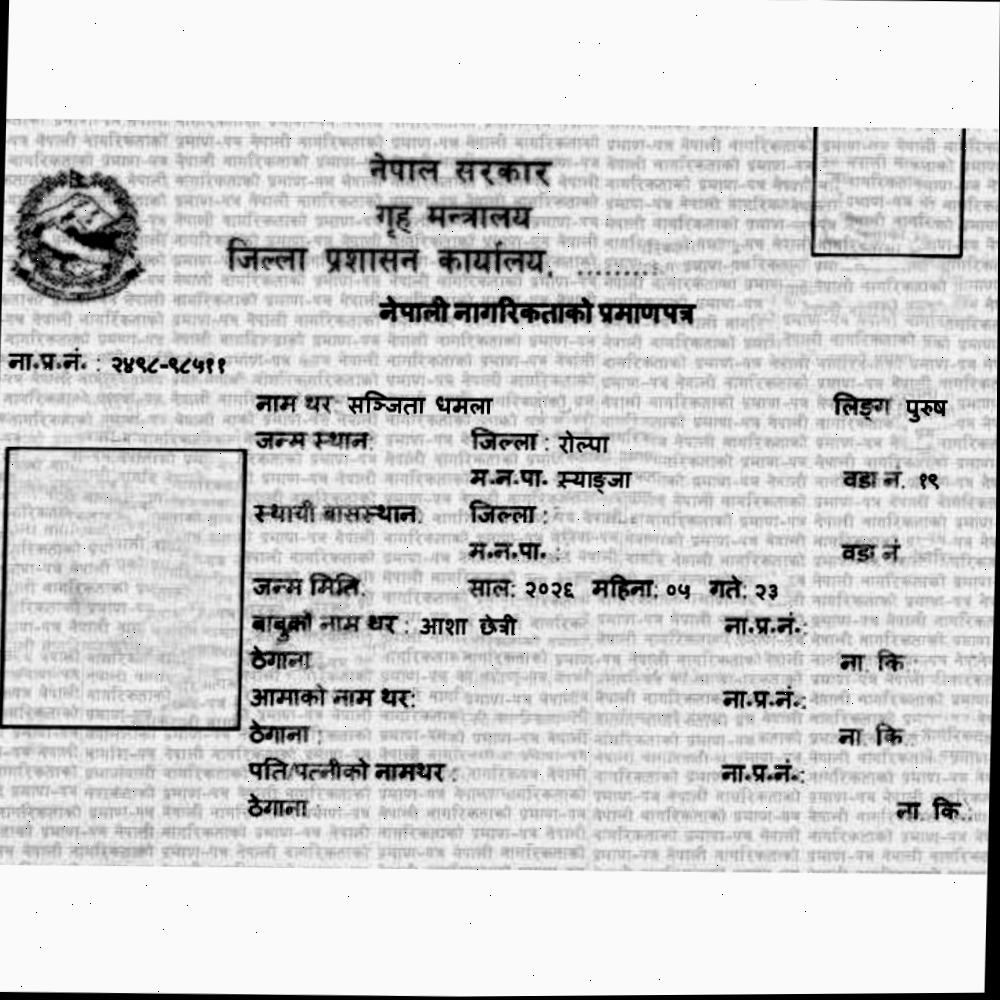 नेपाल सरकार
गृह मन्त्रालय
जिल्ला प्रशासन कार्यालय, .........
नेपाली नागरिकताको प्रमाणपत्र
ना.प्र.नं. : २४९८-९८५११
नाम थर: सञ्जिता धमला लिङ्ग पुरुष
जन्म स्थान: जिल्ला : रोल्पा
म.न.पा. स्याङ्जा वडा नं. १९
स्थायी बासस्थान: जिल्ला :
म.न.पा. : वडा नं
जन्म मिति: साल: २०२६ महिना: ०५ गते: २३
बाबुको नाम थर : आशा छेत्री ना.प्र.नं.:
ठेगाना ना. कि.:
आमाको नाम थर: ना.प्र.नं.:
ठेगाना : ना. कि.:
पति/पत्नीको नामथर : ना.प्र.नं.:
ठेगाना : ना. कि.: